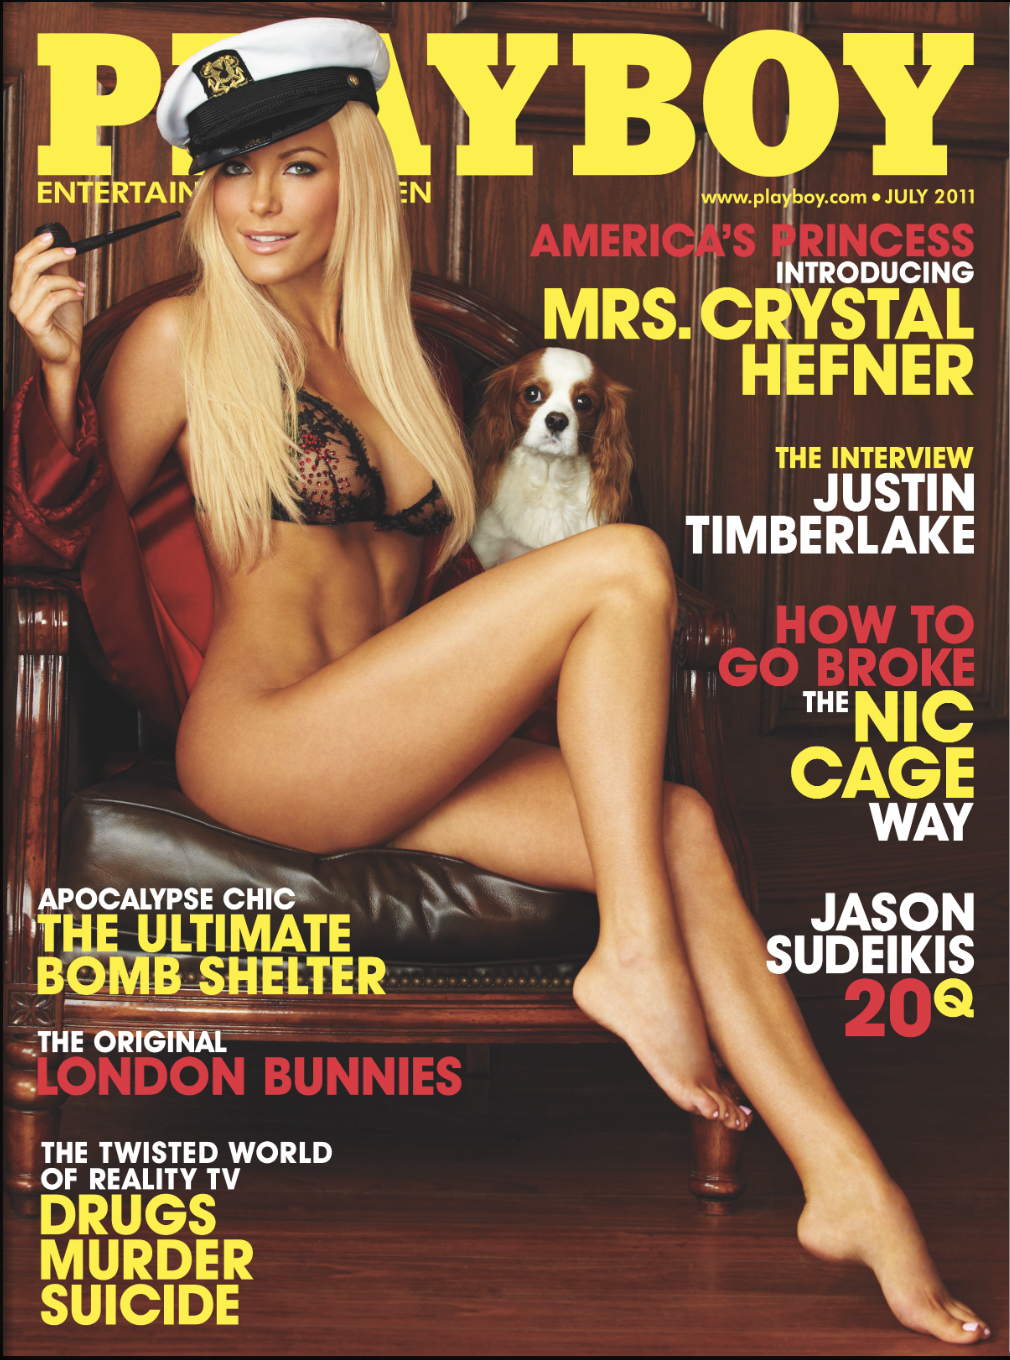 PLAYBOY
ENTERTAIN EN
www.playboy.com • JULY 2011
AMERICA'S PRINCESS
INTRODUCING
MRS. CRYSTAL
HEFNER
THE INTERVIEW
JUSTIN
TIMBERLAKE
HOW TO
GO BROKE
THE NIC
CAGE
WAY
JASON
SUDEIKIS
20Q
APOCALYPSE CHIC
THE ULTIMATE
BOMB SHELTER
THE ORIGINAL
LONDON BUNNIES
THE TWISTED WORLD
OF REALITY TV
DRUGS
MURDER
SUICIDE